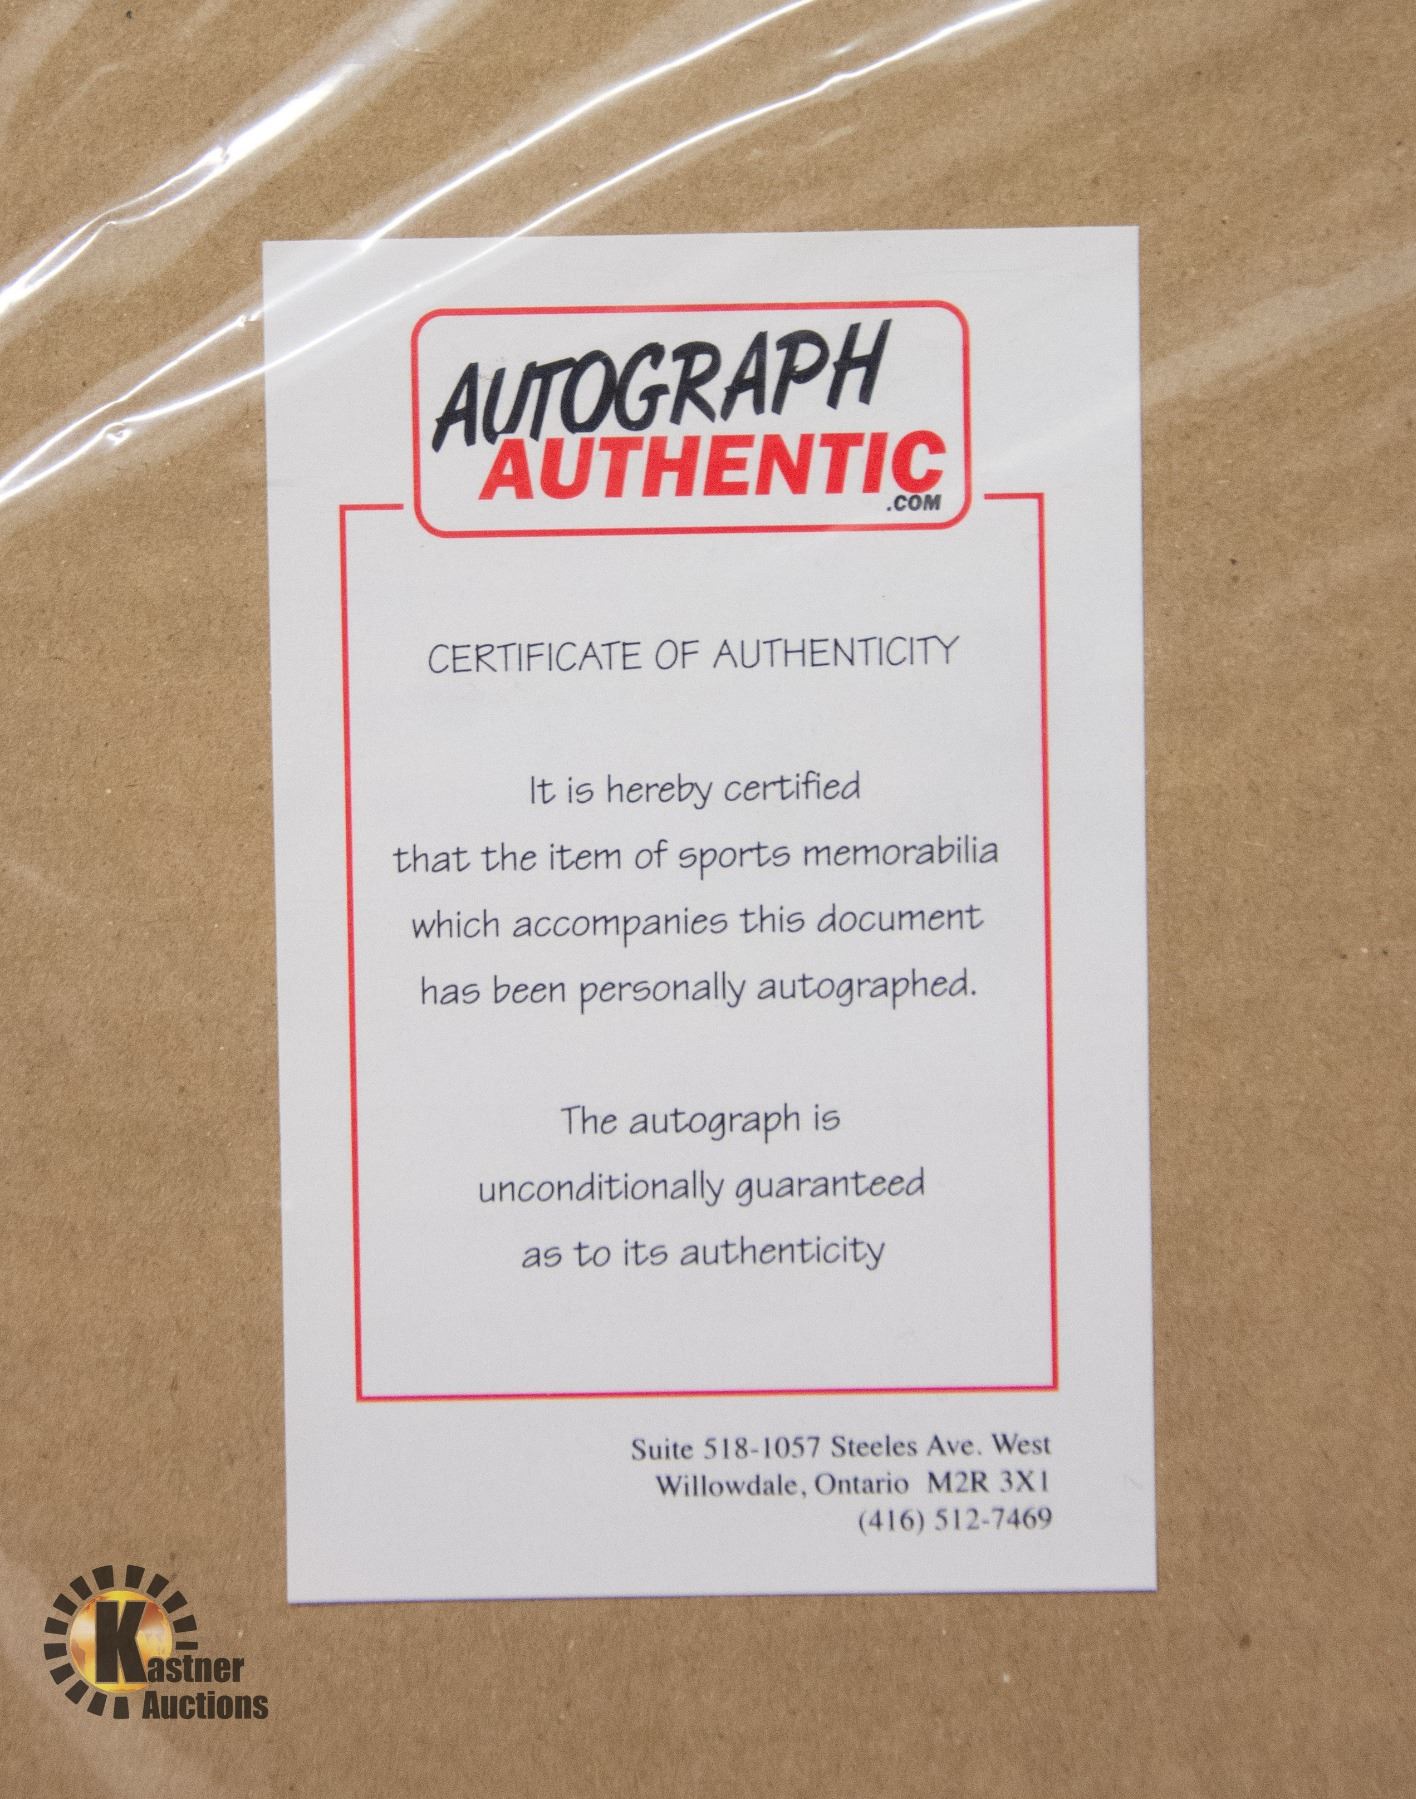 AUTOGRAPH
AUTHENTIC
.COM
CERTIFICATE OF AUTHENTICITY
It is hereby certified
that the item of sports memorabilia
which accompanies this document
has been personally autographed.
The autograph is
unconditionally guaranteed
as to its authenticity
Suite 518-1057 Steeles Ave. West
Willowdale, Ontario M2R 3X1
(416) 512-7469
Kastner
Auctions